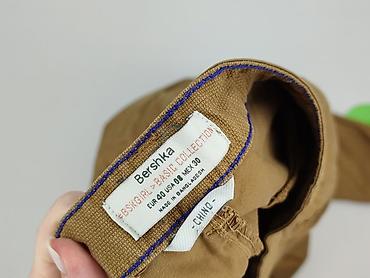 Bershka
#BSKGIRL > BASIC COLLECTION
EUR 40 USA 08 MEX 30
MADE IN BANGLADESH
-CHINO-